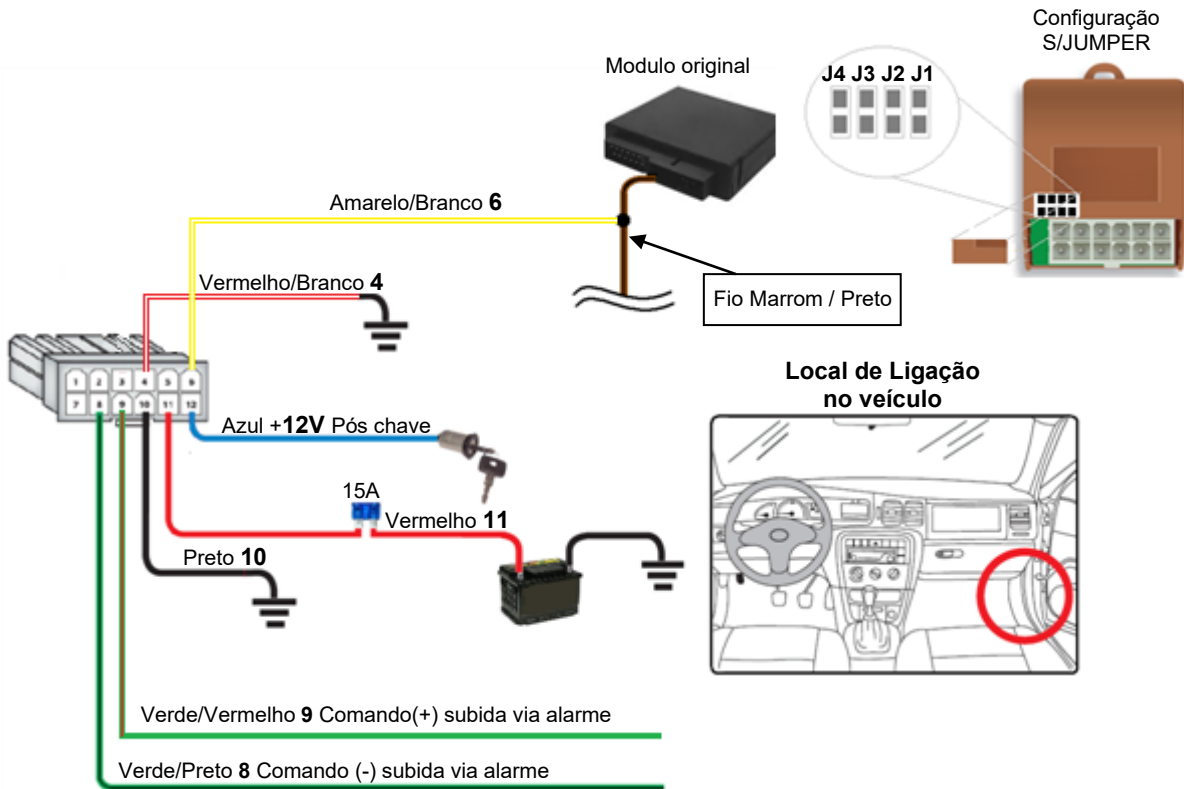 Configuração
S/JUMPER
Modulo original
J4 J3 J2 J1
Amarelo/Branco 6
Vermelho/Branco 4
Fio Marrom / Preto
1 2 3 4 5 6
7 8 9 10 11 12
Local de Ligação
no veículo
Azul +12V Pós chave
15A
Vermelho 11
Preto 10
Verde/Vermelho 9 Comando(+) subida via alarme
Verde/Preto 8 Comando (-) subida via alarme